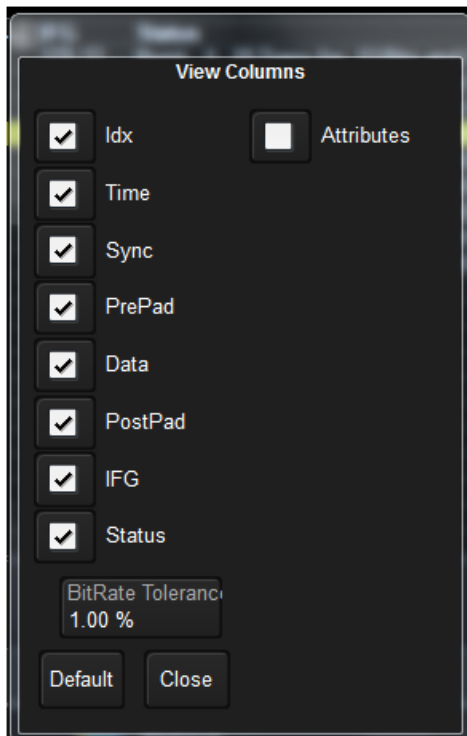 View Columns
Idx
Attributes
Time
Sync
PrePad
Data
PostPad
IFG
Status
BitRate Toleranc
1.00 %
Default
Close